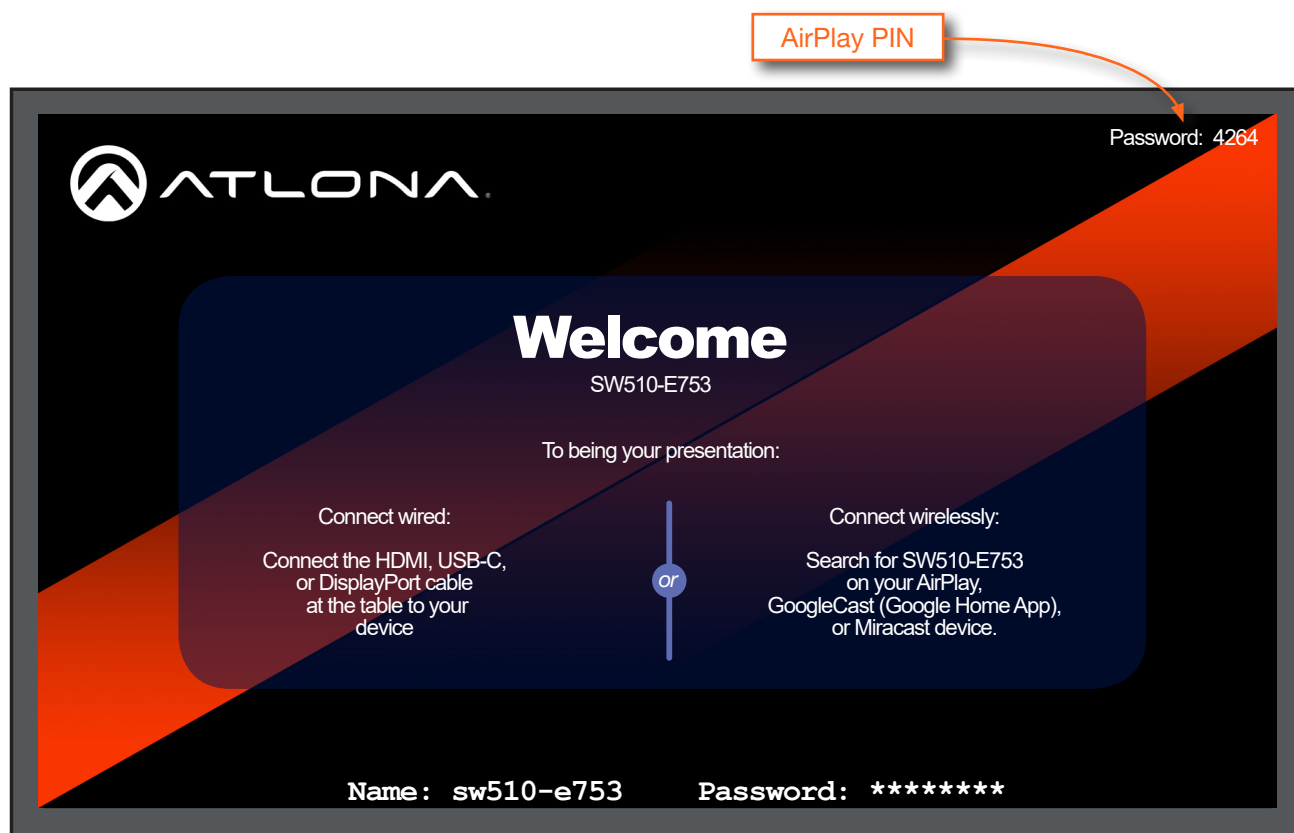 AirPlay PIN
Password: 4264
ATLONA®
Welcome
SW510-E753
To being your presentation:
Connect wired:
Connect the HDMI, USB-C,
or DisplayPort cable
at the table to your
device
or
Connect wirelessly:
Search for SW510-E753
on your AirPlay,
GoogleCast (Google Home App),
or Miracast device.
Name: sw510-e753 Password: ********